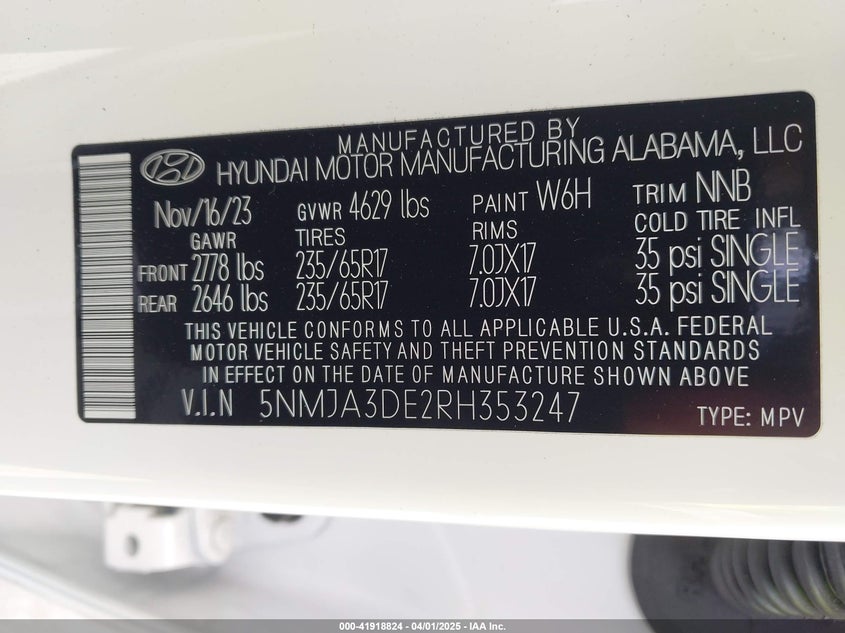 MANUFACTURED BY
HYUNDAI MOTOR MANUFACTURING ALABAMA, LLC
Nov/16/23 GVWR 4629 lbs PAINT W6H TRIM NNB
GAWR TIRES RIMS COLD TIRE INFL
FRONT 2778 lbs 235/65R17 7.0JX17 35 psi SINGLE
REAR 2646 lbs 235/65R17 7.0JX17 35 psi SINGLE
THIS VEHICLE CONFORMS TO ALL APPLICABLE U.S.A. FEDERAL
MOTOR VEHICLE SAFETY AND THEFT PREVENTION STANDARDS
IN EFFECT ON THE DATE OF MANUFACTURE SHOWN ABOVE.
V.I.N 5NMJA3DE2RH353247 TYPE: MPV
000-41918824 - 04/01/2025 - IAA Inc.